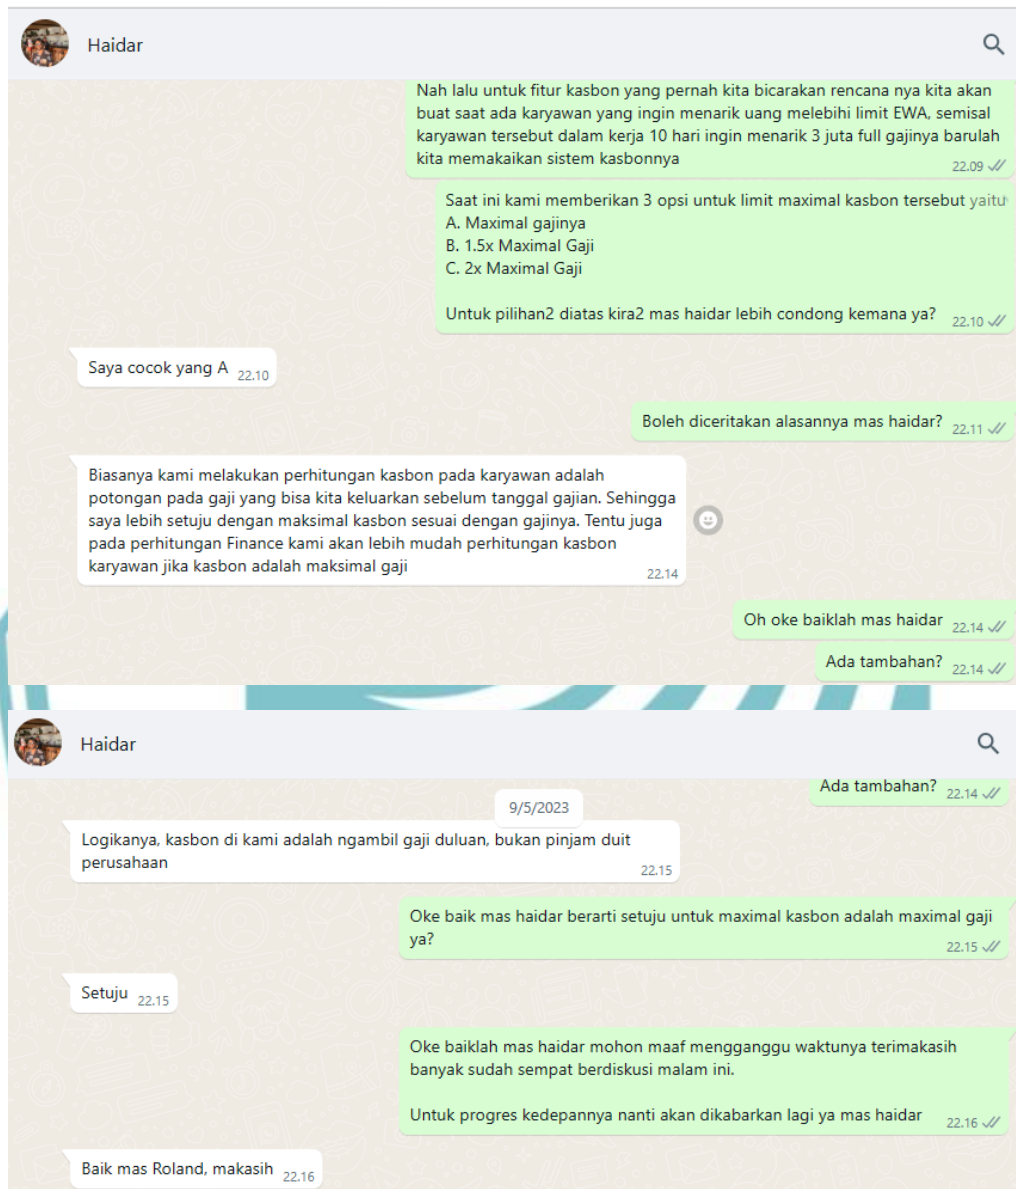 Haidar
Nah lalu untuk fitur kasbon yang pernah kita bicarakan rencana nya kita akan
buat saat ada karyawan yang ingin menarik uang melebihi limit EWA, semisal
karyawan tersebut dalam kerja 10 hari ingin menarik 3 juta full gajinya barulah
kita memakaikan sistem kasbonnya
22.09
Saat ini kami memberikan 3 opsi untuk limit maximal kasbon tersebut yaitu
A. Maximal gajinya
B. 1.5x Maximal Gaji
C. 2x Maximal Gaji
Untuk pilihan2 diatas kira2 mas haidar lebih condong kemana ya? 22.10
Saya cocok yang A 22.10
Boleh diceritakan alasannya mas haidar? 22.11
Biasanya kami melakukan perhitungan kasbon pada karyawan adalah
potongan pada gaji yang bisa kita keluarkan sebelum tanggal gajian. Sehingga
saya lebih setuju dengan maksimal kasbon sesuai dengan gajinya. Tentu juga
pada perhitungan Finance kami akan lebih mudah perhitungan kasbon
karyawan jika kasbon adalah maksimal gaji
22.14
Oh oke baiklah mas haidar 22.14
Ada tambahan? 22.14
Haidar
Ada tambahan? 22.14
9/5/2023
Logikanya, kasbon di kami adalah ngambil gaji duluan, bukan pinjam duit
perusahaan
22.15
Oke baik mas haidar berarti setuju untuk maximal kasbon adalah maximal gaji
ya?
22.15
Setuju 22.15
Oke baiklah mas haidar mohon maaf mengganggu waktunya terimakasih
banyak sudah sempat berdiskusi malam ini.
Untuk progres kedepannya nanti akan dikabarkan lagi ya mas haidar 22.16
Baik mas Roland, makasih 22.16